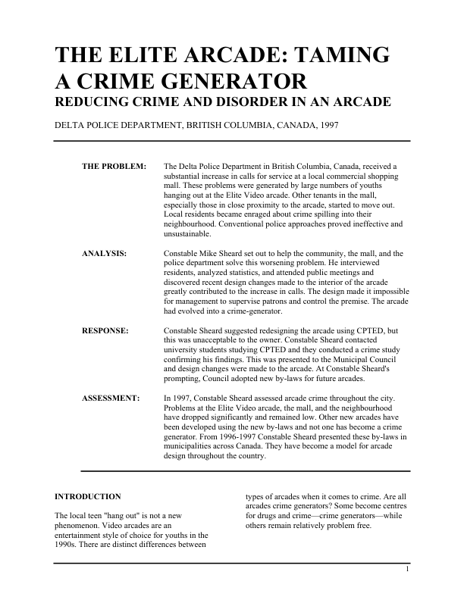 THE ELITE ARCADE: TAMING
A CRIME GENERATOR
REDUCING CRIME AND DISORDER IN AN ARCADE
DELTA POLICE DEPARTMENT, BRITISH COLUMBIA, CANADA, 1997
THE PROBLEM:
The Delta Police Department in British Columbia, Canada, received a
substantial increase in calls for service at a local commercial shopping
mall. These problems were generated by large numbers of youths
hanging out at the Elite Video arcade. Other tenants in the mall,
especially those in close proximity to the arcade, started to move out.
Local residents became enraged about crime spilling into their
neighbourhood. Conventional police approaches proved ineffective and
unsustainable.
ANALYSIS:
Constable Mike Sheard set out to help the community, the mall, and the
police department solve this worsening problem. He interviewed
residents, analyzed statistics, and attended public meetings and
discovered recent design changes made to the interior of the arcade
greatly contributed to the increase in calls. The design made it impossible
for management to supervise patrons and control the premise. The arcade
had evolved into a crime-generator.
RESPONSE:
Constable Sheard suggested redesigning the arcade using CPTED, but
this was unacceptable to the owner. Constable Sheard contacted
university students studying CPTED and they conducted a crime study
confirming his findings. This was presented to the Municipal Council
and design changes were made to the arcade. At Constable Sheard's
prompting, Council adopted new by-laws for future arcades.
ASSESSMENT:
In 1997, Constable Sheard assessed arcade crime throughout the city.
Problems at the Elite Video arcade, the mall, and the neighbourhood
have dropped significantly and remained low. Other new arcades have
been developed using the new by-laws and not one has become a crime
generator. From 1996-1997 Constable Sheard presented these by-laws in
municipalities across Canada. They have become a model for arcade
design throughout the country.
INTRODUCTION
The local teen "hang out" is not a new
phenomenon. Video arcades are an
entertainment style of choice for youths in the
1990s. There are distinct differences between
types of arcades when it comes to crime. Are all
arcades crime generators? Some become centres
for drugs and crime—crime generators—while
others remain relatively problem free.
1